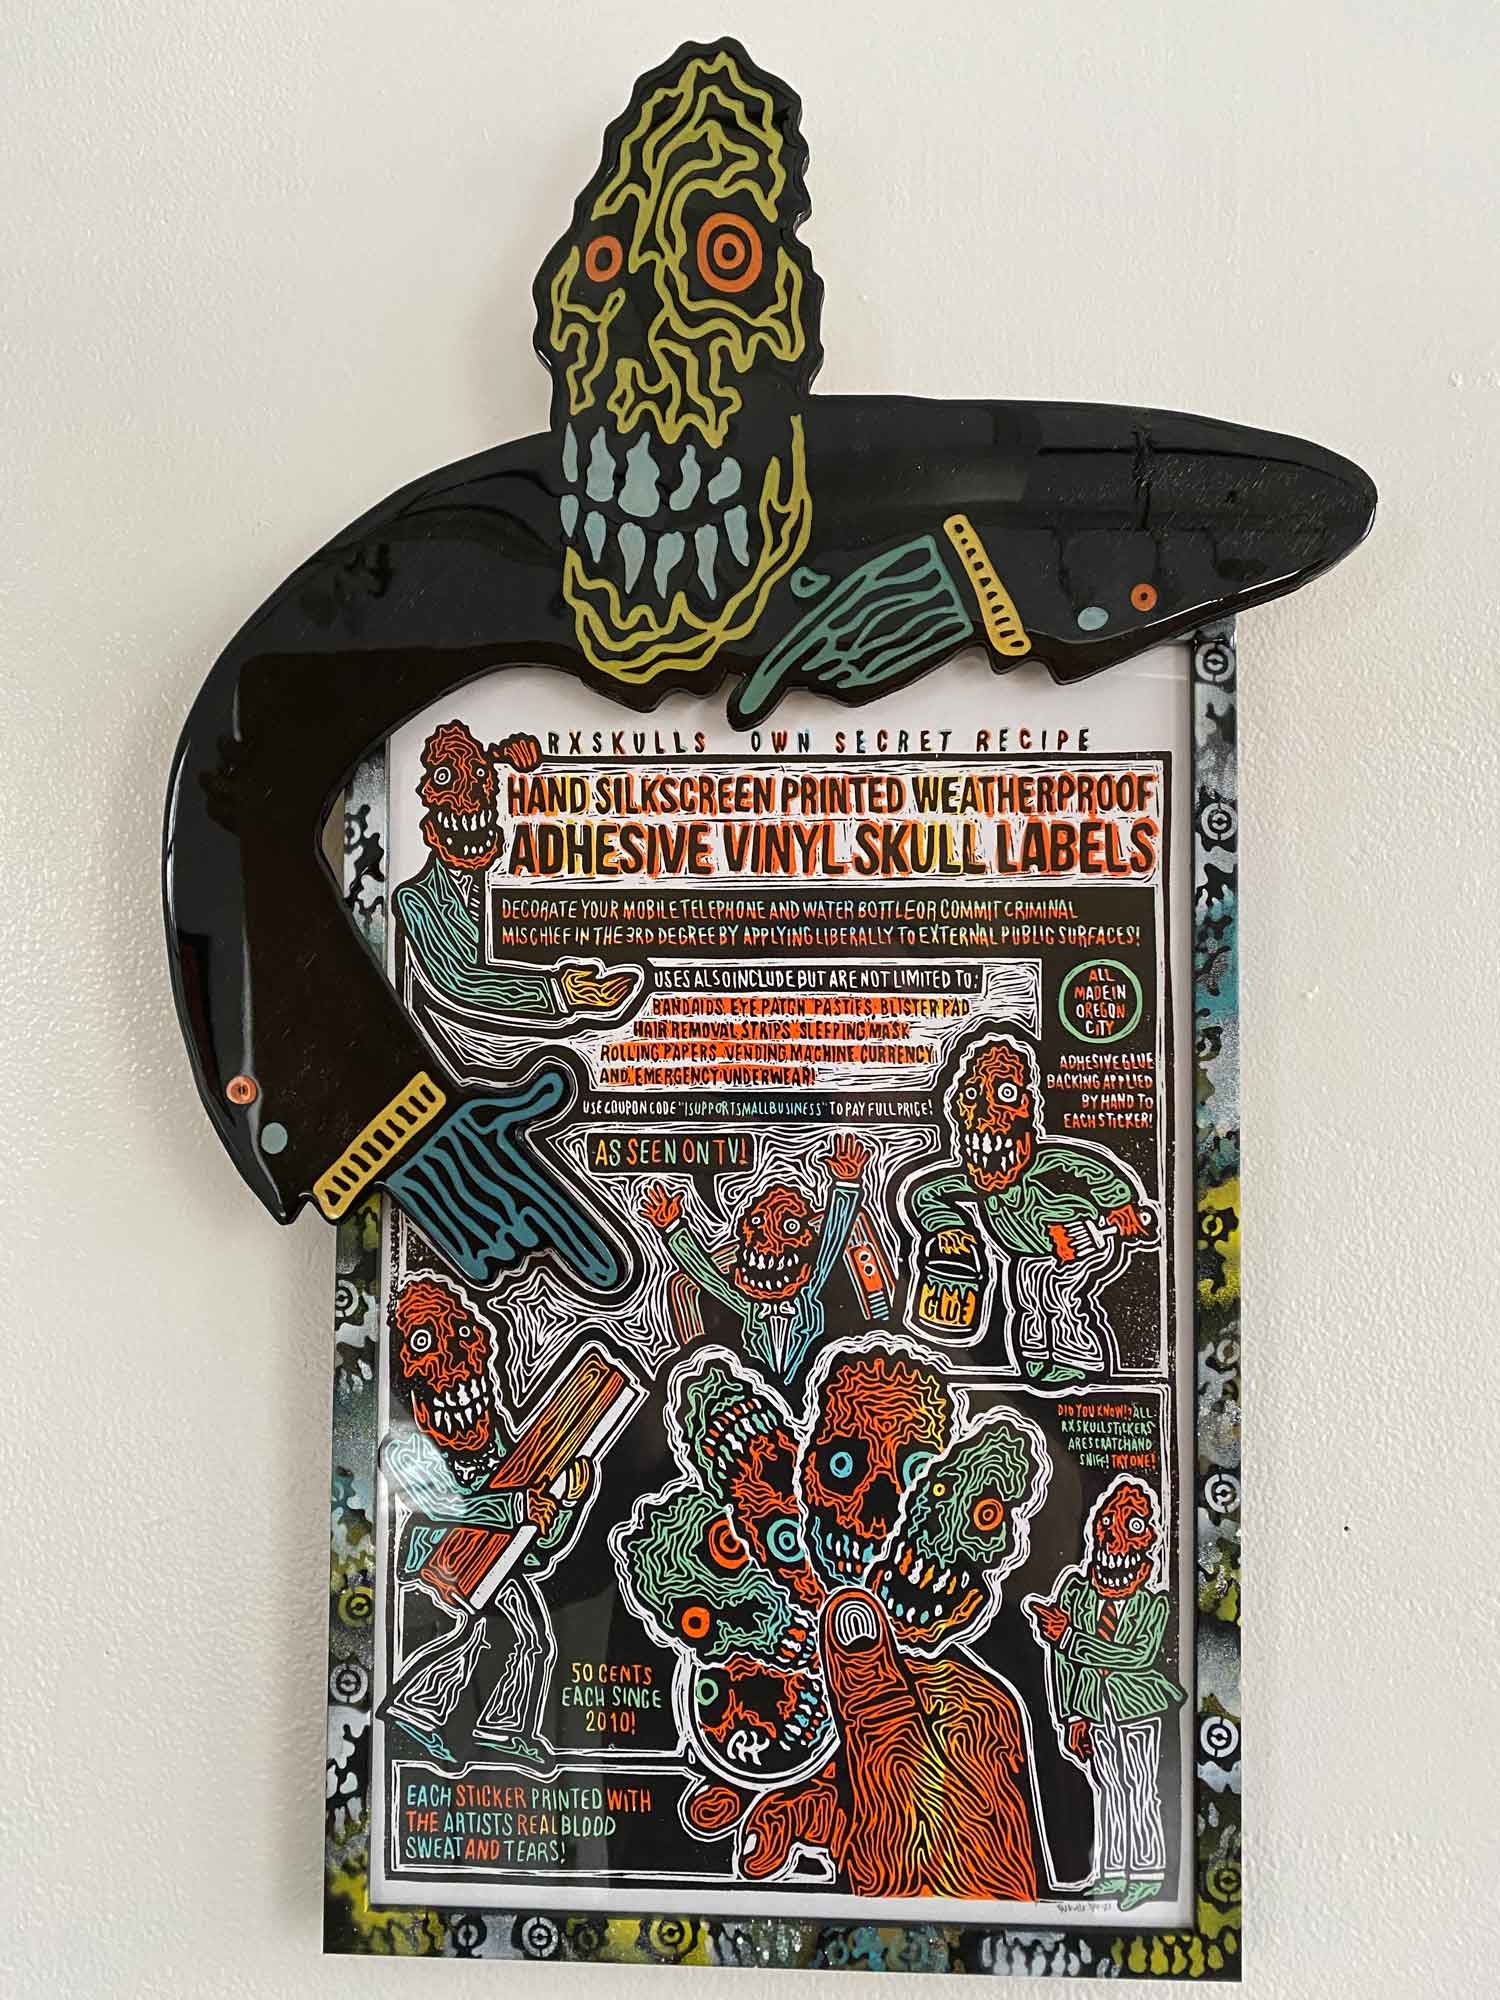 RXSKULLS OWN SECRET RECIPE
HAND SILKSCREEN PRINTED WEATHERPROOF
ADHESIVE VINYL SKULL LABELS
DECORATE YOUR MOBILE TELEPHONE AND WATER BOTTLE OR COMMIT CRIMINAL
MISCHIEF IN THE 3RD DEGREE BY APPLYING LIBERALLY TO EXTERNAL PUBLIC SURFACES!
USES ALSO INCLUDE BUT ARE NOT LIMITED TO:
BANDAIDS, EYE PATCH, PASTIES, BLISTER PAD
HAIR REMOVAL STRIPS, SLEEPING MASK
ROLLING PAPERS, VENDING MACHINE CURRENCY
AND, EMERGENCY UNDERWEAR!
USE COUPON CODE "ISUPPORTSMALLBUSINESS" TO PAY FULL PRICE!
ALL
MADE IN
OREGON
CITY
ADHESIVE GLUE
BACKING APPLIED
BY HAND TO
EACH STICKER!
AS SEEN ON TV!
GLUE
DID YOU KNOW!? ALL
RXSKULL STICKERS
ARE SCRATCH AND
SNIFF! TRY ONE!
50 CENTS
EACH SINCE
2010!
EACH STICKER PRINTED WITH
THE ARTISTS REAL BLOOD
SWEAT AND TEARS!